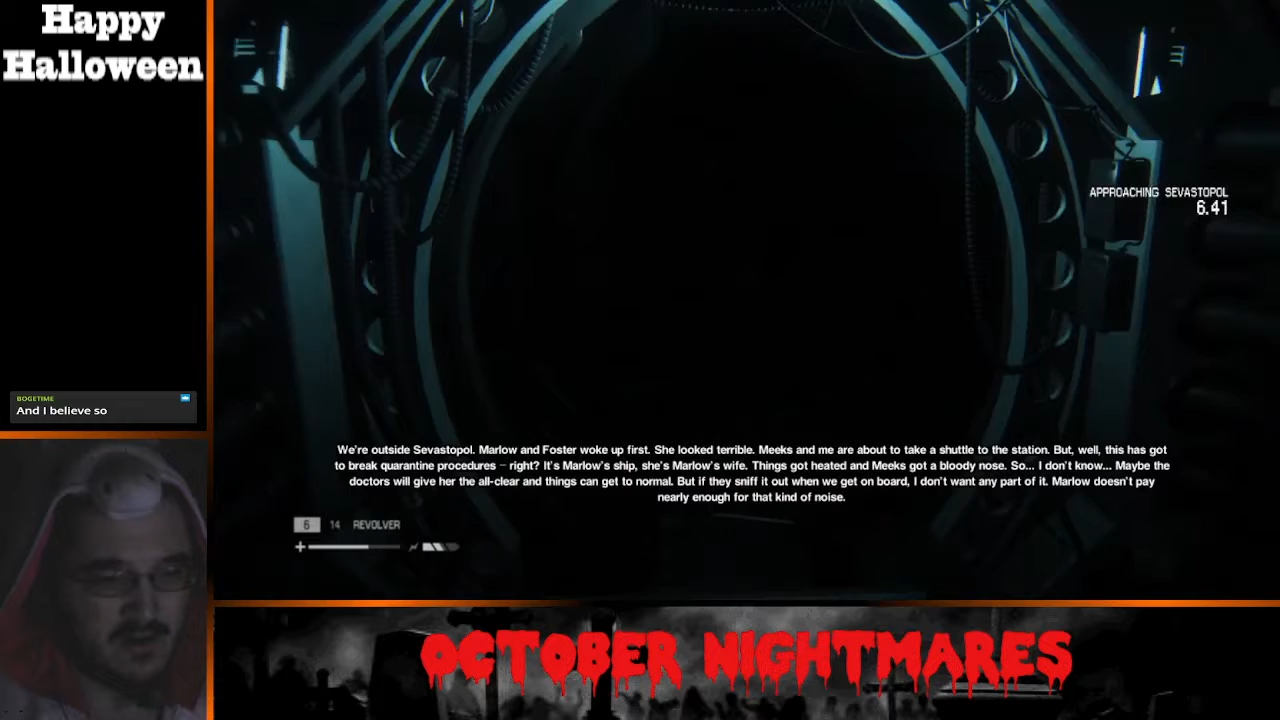 Happy
Halloween
BOGETIME
And I believe so
APPROACHING SEVASTOPOL
6.41
We're outside Sevastopol. Marlow and Foster woke up first. She looked terrible. Meeks and me are about to take a shuttle to the station. But, well, this has got
to break quarantine procedures – right? It's Marlow's ship, she's Marlow's wife. Things got heated and Meeks got a bloody nose. So... I don't know... Maybe the
doctors will give her the all-clear and things can get to normal. But if they sniff it out when we get on board, I don't want any part of it. Marlow doesn't pay
nearly enough for that kind of noise.
6 14 REVOLVER
OCTOBER NIGHTMARES